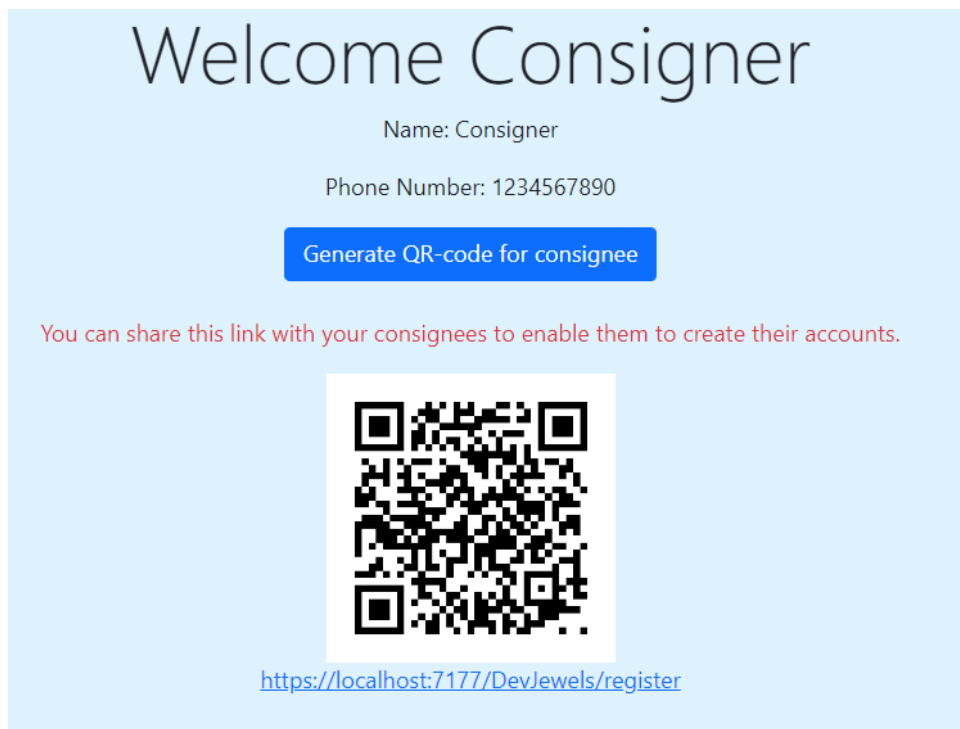 Welcome Consigner
Name: Consigner
Phone Number: 1234567890
Generate QR-code for consignee
You can share this link with your consignees to enable them to create their accounts.
https://localhost:7177/DevJewels/register